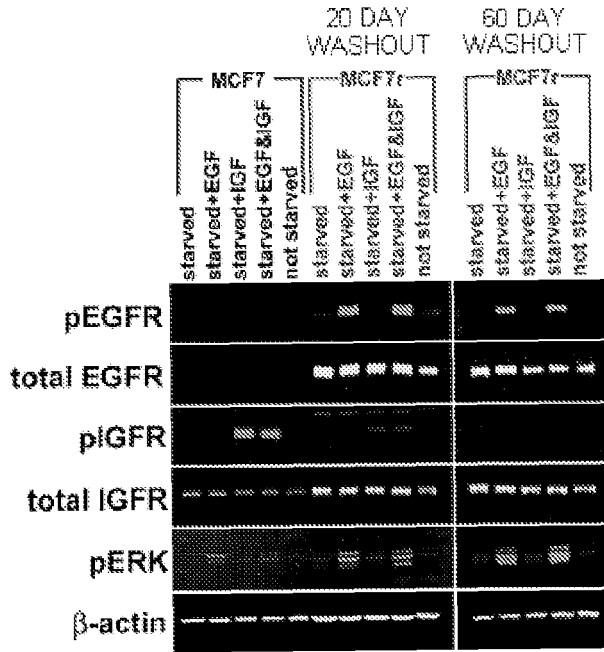 20 DAY WASHOUT
60 DAY WASHOUT
MCF7
MCF7r
MCF7r
starved
starved+EGF
starved+IGF
starved+EGF&IGF
not starved
starved
starved+EGF
starved+IGF
starved+EGF&IGF
not starved
starved
starved+EGF
starved+IGF
starved+EGF&IGF
not starved
pEGFR
total EGFR
pIGFR
total IGFR
pERK
β-actin